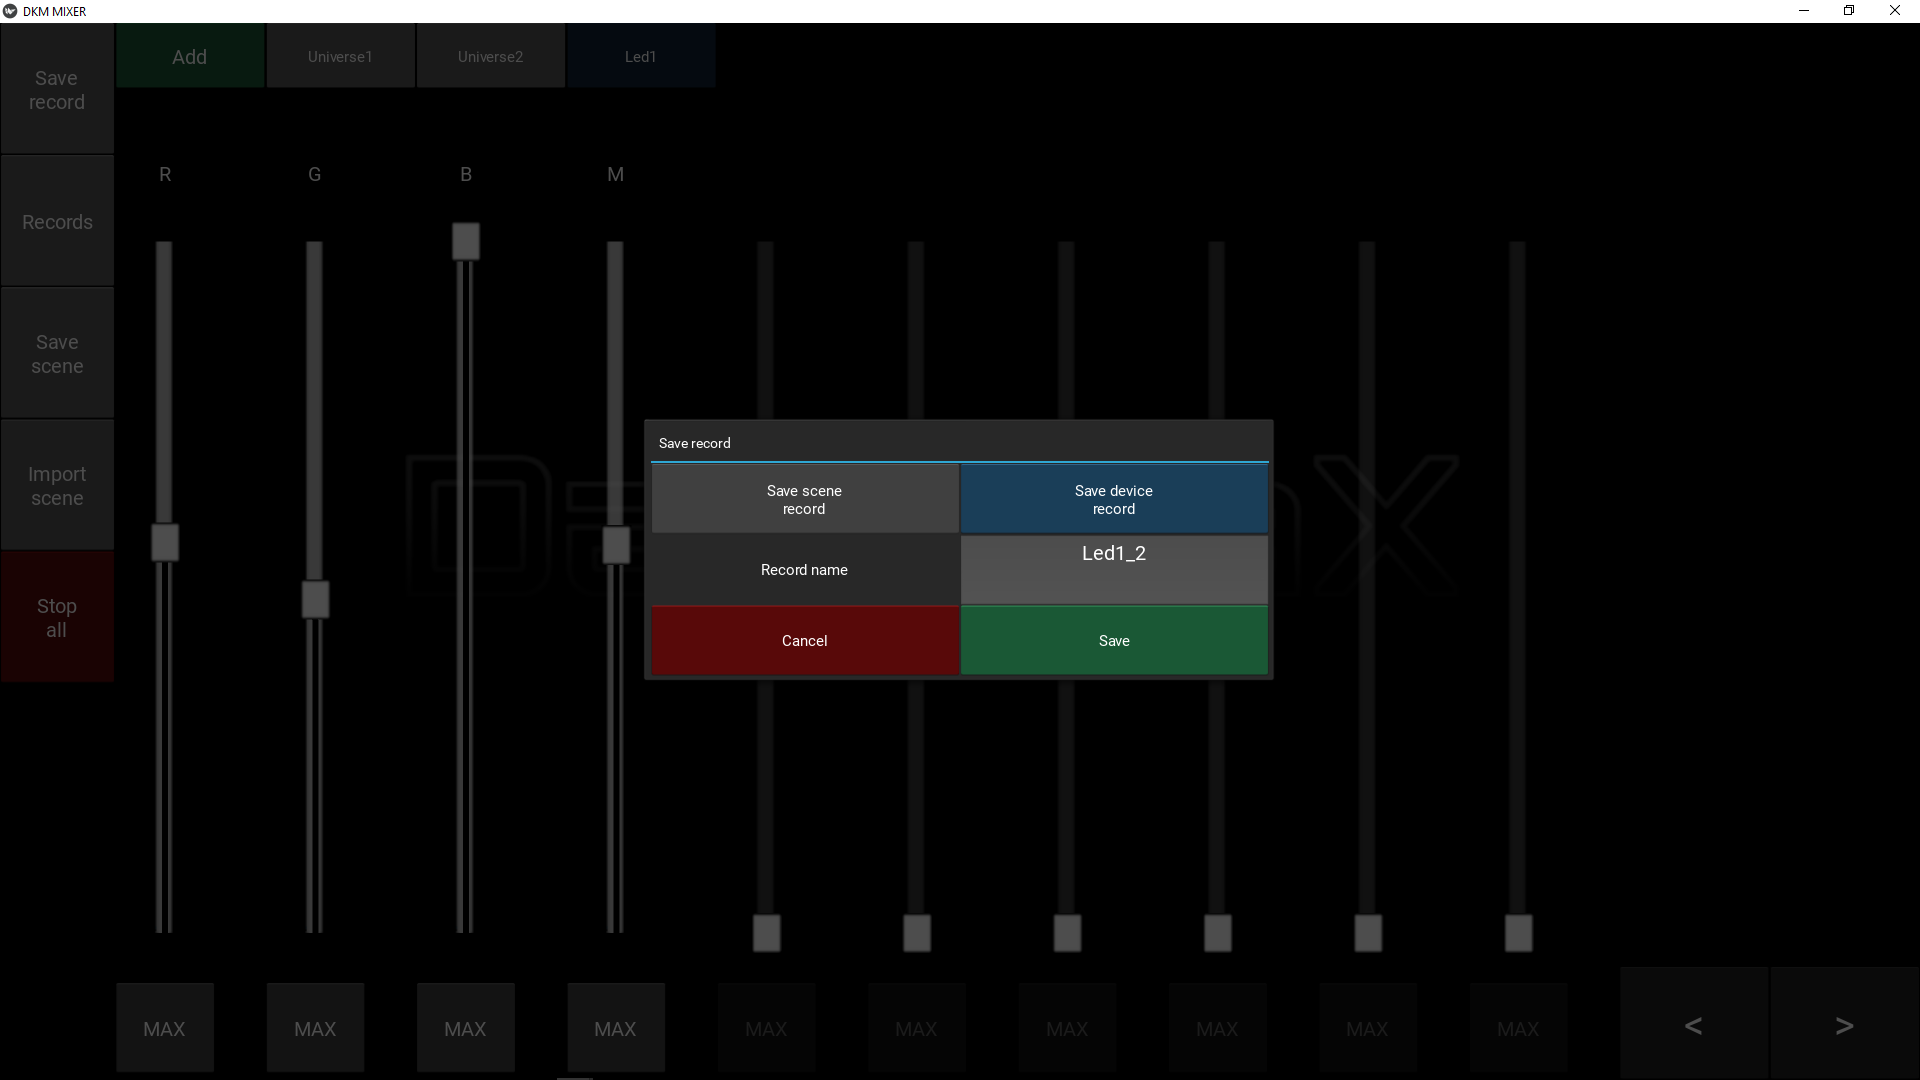 DKM MIXER
Save
record
Add
Universe1
Universe2
Led1
Records
R
G
B
M
Save
scene
Import
scene
Stop
all
Save record
Save scene
record
Save device
record
Record name
Led1_2
Cancel
Save
MAX
MAX
MAX
MAX
MAX
MAX
MAX
MAX
MAX
MAX
<
>